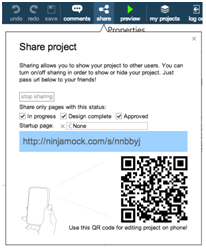 undo redo save comments share preview my projects log ou
Properties
Share project
Sharing allows you to show your project to other users. You can
turn on/off sharing in order to show or hide your project. Just
pass url below to your friends!
stop sharing
Share only pages with this status:
In progress Design complete Approved
Startup page: None
http://ninjamock.com/s/nnbbyj
Use this QR code for editing project on phone!